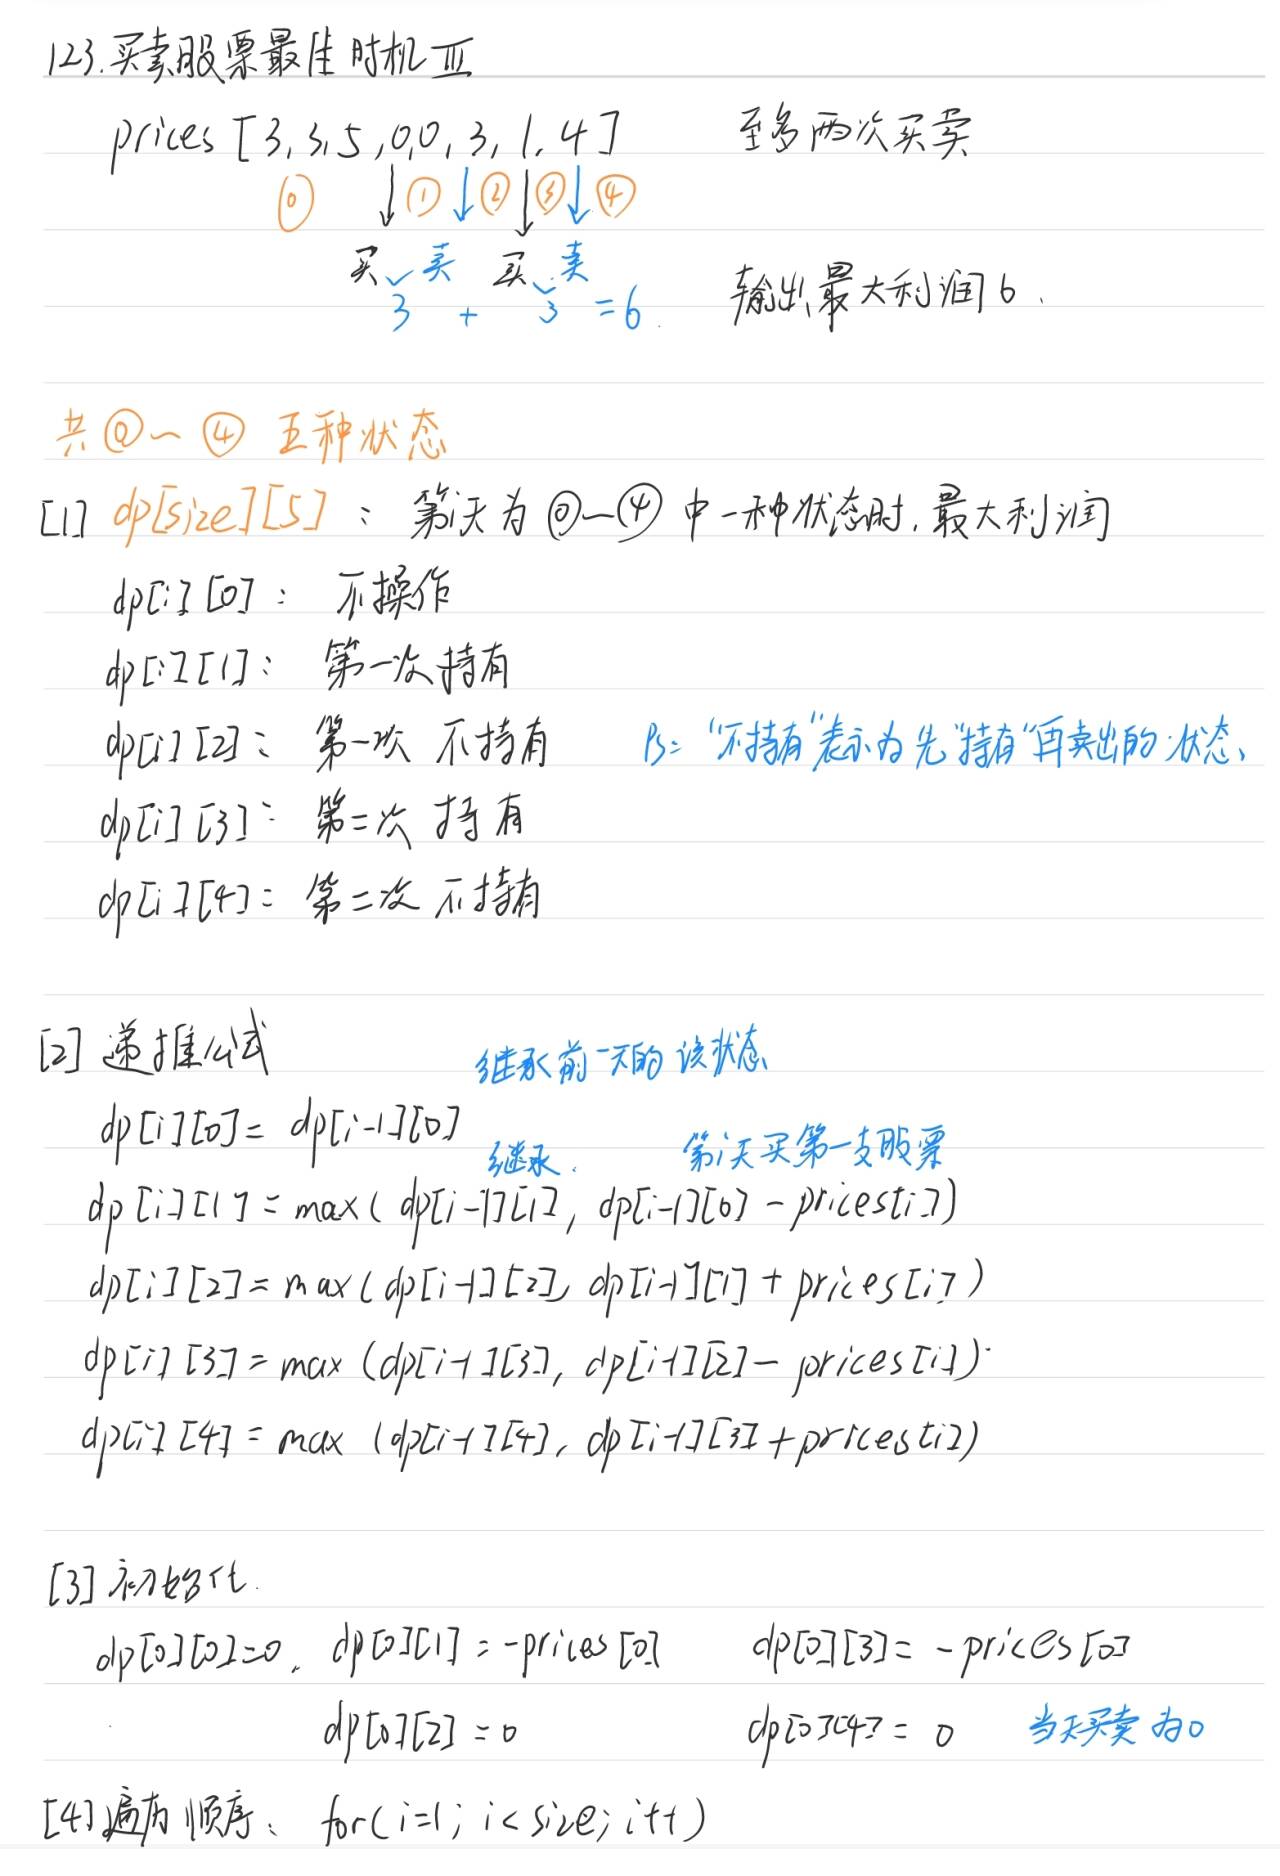 123.买卖股票最佳时机 III
prices [3,3,5,0,0,3,1,4] 至多两次买卖
⓪ ↓ ① ↓ ② ↓ ③ ↓ ④
买 卖 买 卖
3 + 3 = 6. 输出最大利润6.
共⓪～④ 五种状态
[1] dp[size][5]: 第i天为⓪～④中一种状态时,最大利润
dp[i][0]: 不操作
dp[i][1]: 第一次持有
dp[i][2]: 第一次 不持有 PS: “不持有”表示为先“持有”再卖出的状态、
dp[i][3]: 第二次 持有
dp[i][4]: 第二次 不持有
[2] 递推公式
继承前一天的该状态
dp[i][0]= dp[i-1][0]
继承. 第i天买第一支股票
dp[i][1] = max( dp[i-1][1], dp[i-1][0] - prices[i])
dp[i][2] = max( dp[i-1][2], dp[i-1][1] + prices[i])
dp[i][3] = max (dp[i-1][3], dp[i-1][2] - prices[i])
dp[i][4] = max (dp[i-1][4], dp[i-1][3] + prices[i])
[3] 初始化.
dp[0][0]=0, dp[0][1] = -prices[0] dp[0][3] = -prices[0]
dp[0][2] = 0 dp[0][4] = 0 当天买卖为0
[4] 遍历顺序、 for(i=1; i<size; i++)